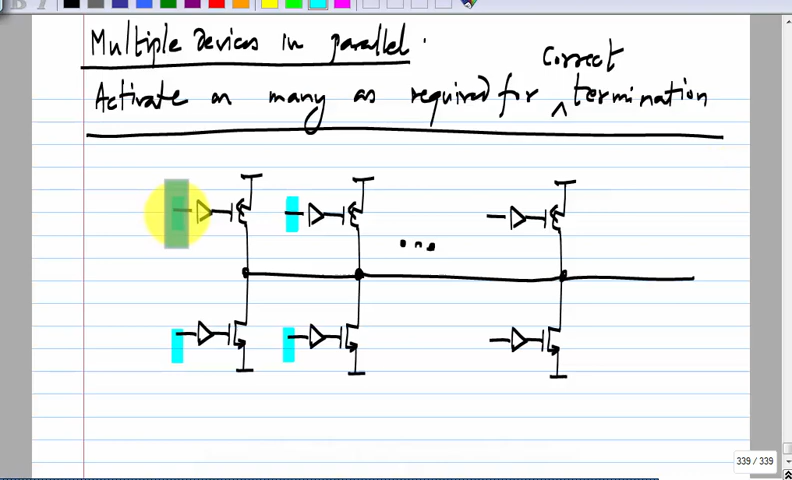 Multiple Devices in parallel.
Correct
Activate as many as required for ^ termination
...
339 / 339